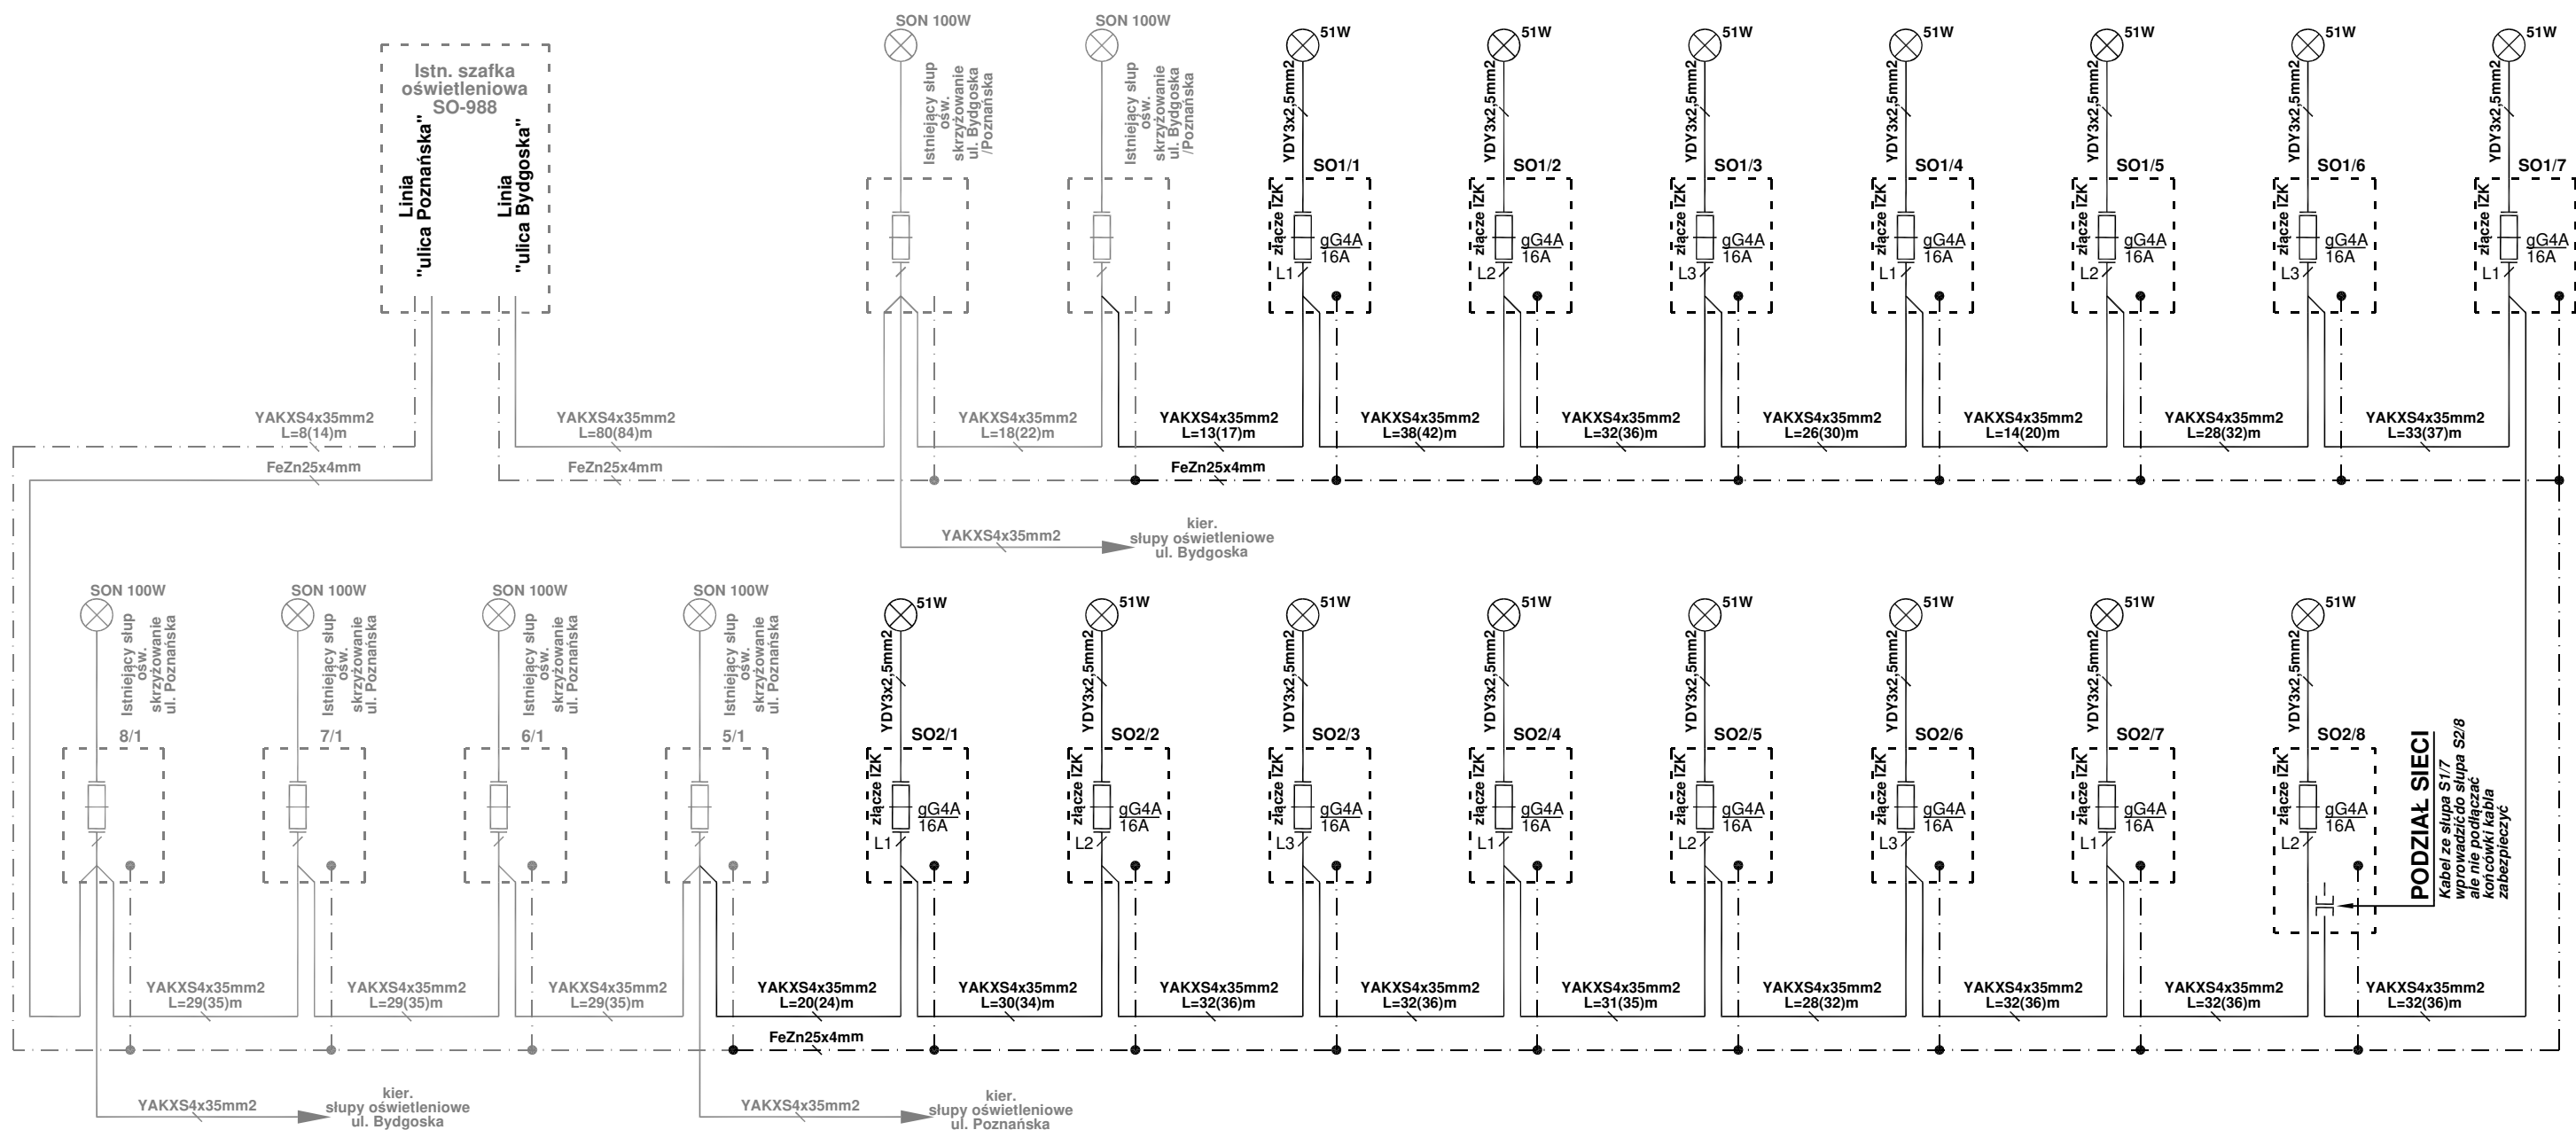 SON 100W
SON 100W
51W
51W
51W
51W
51W
51W
51W
Istn. szafka
oświetleniowa
SO-988
Linia
"ulica Poznańska"
Linia
"ulica Bydgoska"
Istniejący słup
ośw.
skrzyżowanie
ul. Bydgoska
/Poznańska
Istniejący słup
ośw.
skrzyżowanie
ul. Bydgoska
/Poznańska
YDY3x2,5mm2
YDY3x2,5mm2
YDY3x2,5mm2
YDY3x2,5mm2
YDY3x2,5mm2
YDY3x2,5mm2
YDY3x2,5mm2
SO1/1
SO1/2
SO1/3
SO1/4
SO1/5
SO1/6
SO1/7
złącze IZK
gG4A
16A
L1
złącze IZK
gG4A
16A
L2
złącze IZK
gG4A
16A
L3
złącze IZK
gG4A
16A
L1
złącze IZK
gG4A
16A
L2
złącze IZK
gG4A
16A
L3
złącze IZK
gG4A
16A
L1
YAKXS4x35mm2
L=8(14)m
YAKXS4x35mm2
L=80(84)m
YAKXS4x35mm2
L=18(22)m
YAKXS4x35mm2
L=13(17)m
YAKXS4x35mm2
L=38(42)m
YAKXS4x35mm2
L=32(36)m
YAKXS4x35mm2
L=26(30)m
YAKXS4x35mm2
L=14(20)m
YAKXS4x35mm2
L=28(32)m
YAKXS4x35mm2
L=33(37)m
FeZn25x4mm
FeZn25x4mm
FeZn25x4mm
YAKXS4x35mm2
kier.
słupy oświetleniowe
ul. Bydgoska
SON 100W
SON 100W
SON 100W
SON 100W
51W
51W
51W
51W
51W
51W
51W
51W
Istniejący słup
ośw.
skrzyżowanie
ul. Poznańska
Istniejący słup
ośw.
skrzyżowanie
ul. Poznańska
Istniejący słup
ośw.
skrzyżowanie
ul. Poznańska
Istniejący słup
ośw.
skrzyżowanie
ul. Poznańska
YDY3x2,5mm2
YDY3x2,5mm2
YDY3x2,5mm2
YDY3x2,5mm2
YDY3x2,5mm2
YDY3x2,5mm2
YDY3x2,5mm2
YDY3x2,5mm2
8/1
7/1
6/1
5/1
SO2/1
SO2/2
SO2/3
SO2/4
SO2/5
SO2/6
SO2/7
SO2/8
złącze IZK
gG4A
16A
L1
złącze IZK
gG4A
16A
L2
złącze IZK
gG4A
16A
L3
złącze IZK
gG4A
16A
L1
złącze IZK
gG4A
16A
L2
złącze IZK
gG4A
16A
L3
złącze IZK
gG4A
16A
L1
złącze IZK
gG4A
16A
L2
PODZIAŁ SIECI
Kabel ze słupa S1/7
wprowadzić do słupa S2/8
ale nie podłączać
końcówki kabla
zabezpieczyć
YAKXS4x35mm2
L=29(35)m
YAKXS4x35mm2
L=29(35)m
YAKXS4x35mm2
L=29(35)m
YAKXS4x35mm2
L=20(24)m
YAKXS4x35mm2
L=30(34)m
YAKXS4x35mm2
L=32(36)m
YAKXS4x35mm2
L=32(36)m
YAKXS4x35mm2
L=31(35)m
YAKXS4x35mm2
L=28(32)m
YAKXS4x35mm2
L=32(36)m
YAKXS4x35mm2
L=32(36)m
YAKXS4x35mm2
L=32(36)m
FeZn25x4mm
YAKXS4x35mm2
kier.
słupy oświetleniowe
ul. Bydgoska
YAKXS4x35mm2
kier.
słupy oświetleniowe
ul. Poznańska